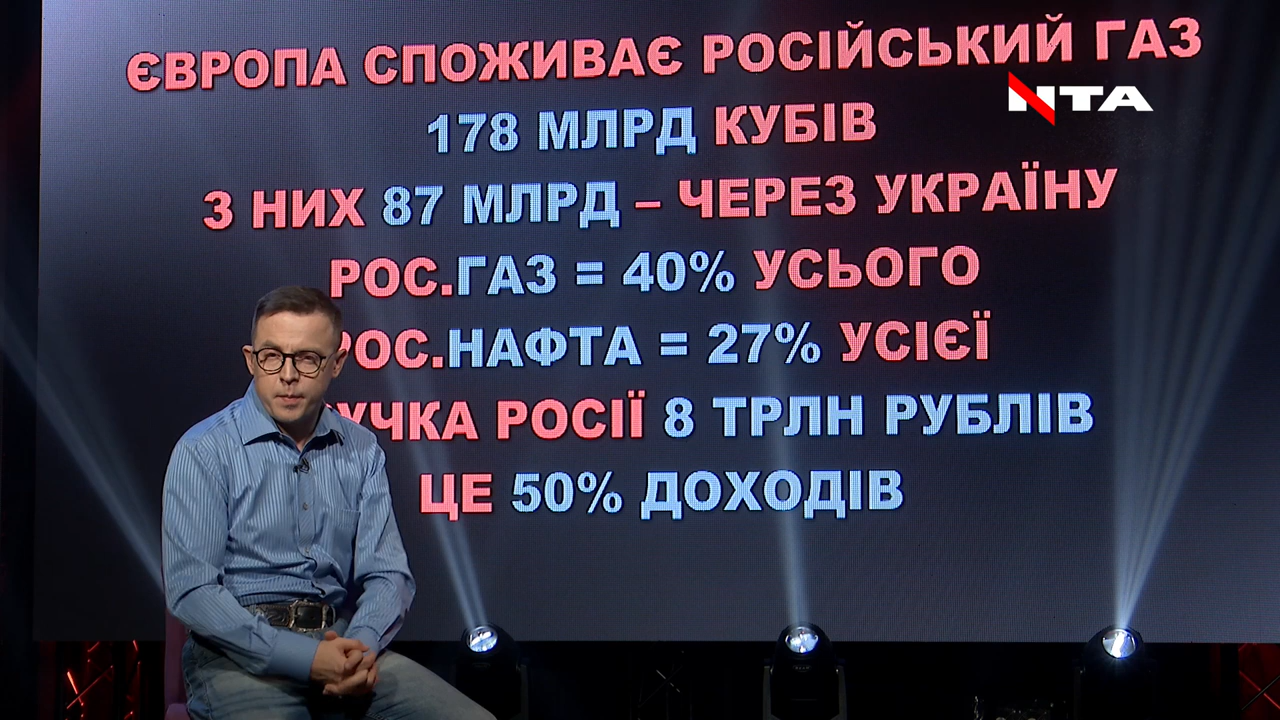 ЄВРОПА СПОЖИВАЄ РОСІЙСЬКИЙ ГАЗ
NTA
178 МЛРД КУБІВ
З НИХ 87 МЛРД – ЧЕРЕЗ УКРАЇНУ
РОС.ГАЗ = 40% УСЬОГО
РОС.НАФТА = 27% УСІЄЇ
РОСІЇ 8 ТРЛН РУБЛІВ
ЦЕ 50% ДОХОДІВ